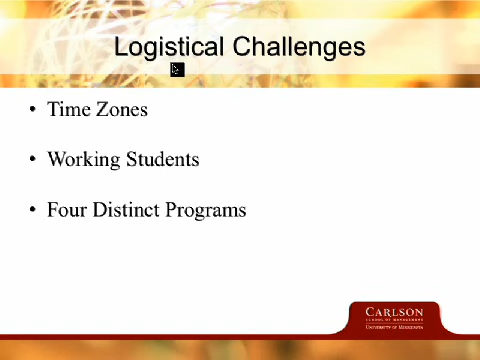 Logistical Challenges
• Time Zones
• Working Students
• Four Distinct Programs
CARLSON
SCHOOL OF MANAGEMENT
UNIVERSITY OF MINNESOTA